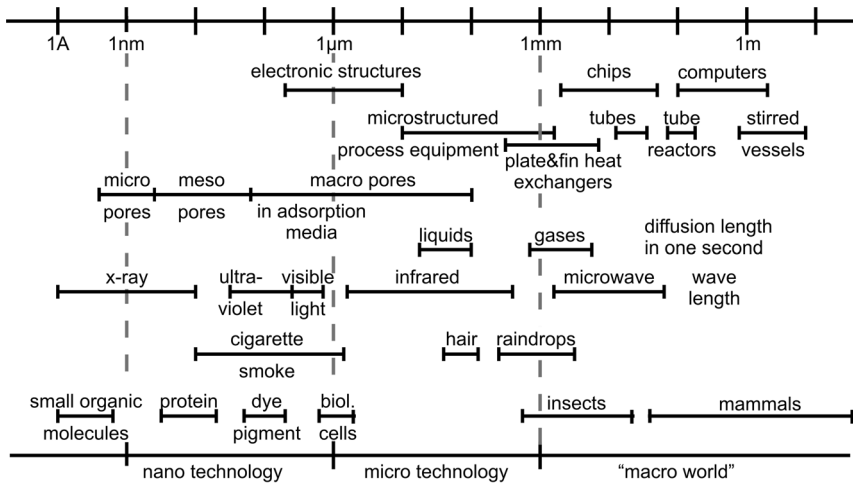 1A 1nm 1µm 1mm 1m
electronic structures chips computers
microstructured tubes tube stirred
process equipment reactors vessels
plate&fin heat
exchangers
micro meso macro pores
pores pores in adsorption
media
liquids gases diffusion length
in one second
x-ray ultra- visible infrared microwave wave
violet light length
cigarette hair raindrops
smoke
small organic protein dye biol. insects mammals
molecules pigment cells
nano technology micro technology “macro world”